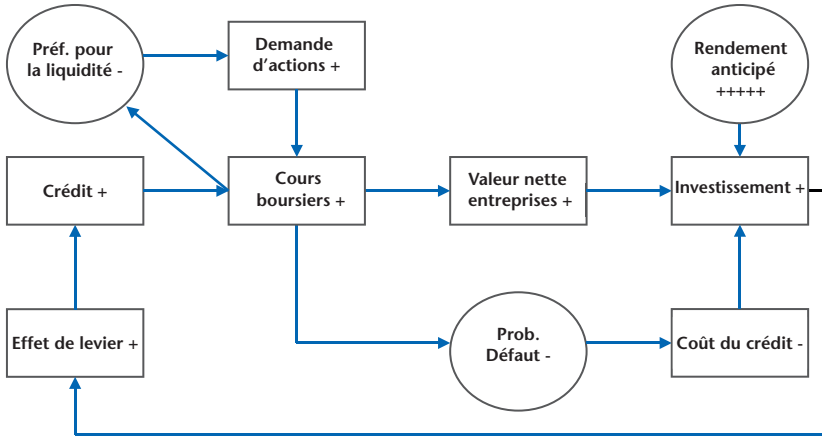 Préf. pour
la liquidité -
Demande
d'actions +
Rendement
anticipé
+++++
Crédit +
Cours
boursiers +
Valeur nette
entreprises +
Investissement +
Effet de levier +
Prob.
Défaut -
Coût du crédit -